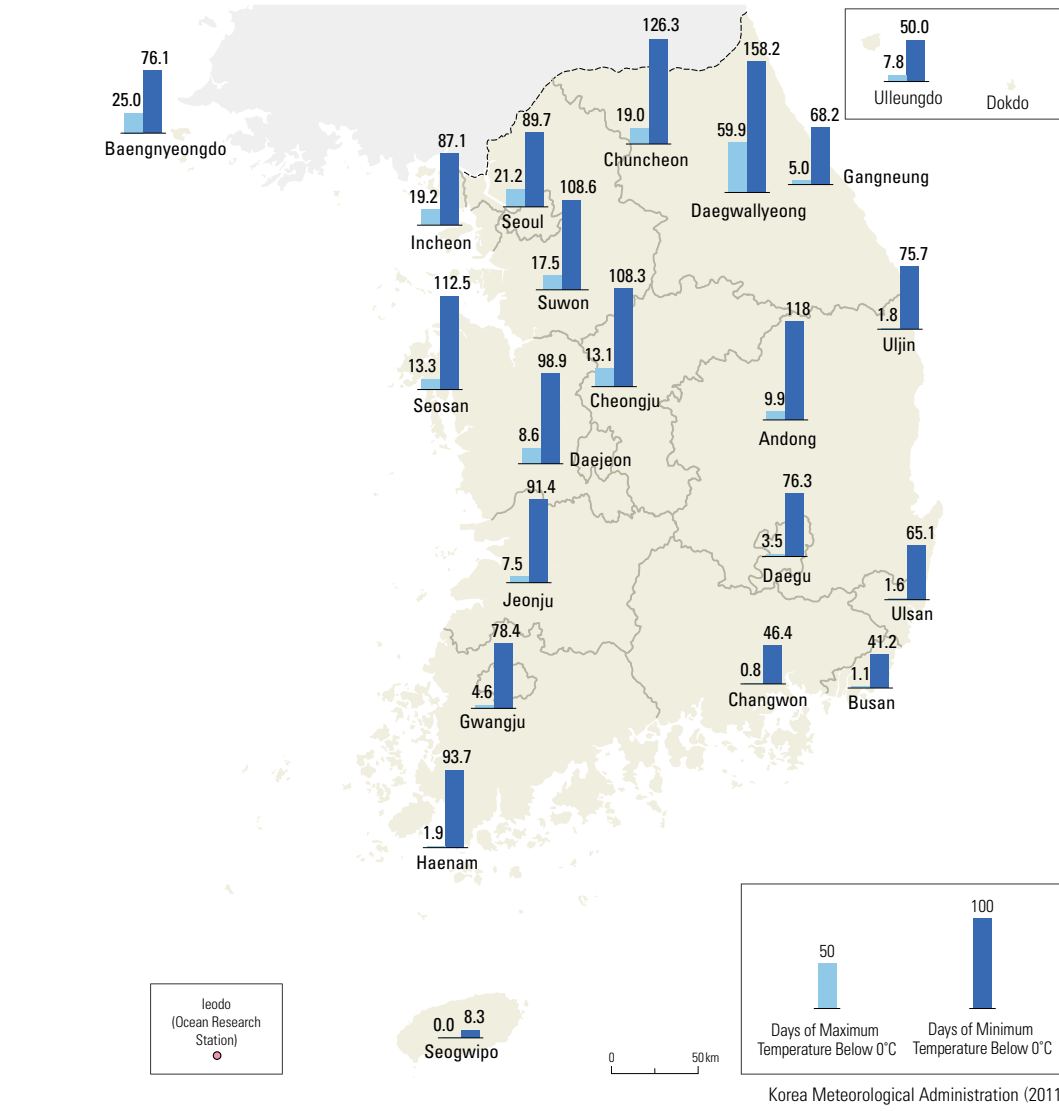 126.3
50.0
158.2
76.1
7.8
Ulleungdo
Dokdo
25.0
19.0
89.7
68.2
Baengnyeongdo
87.1
Chuncheon
59.9
5.0
Gangneung
21.2
108.6
19.2
Seoul
Daegwallyeong
Incheon
17.5
108.3
75.7
112.5
Suwon
118
1.8
Uljin
13.3
98.9
13.1
Seosan
Cheongju
9.9
8.6
Andong
Daejeon
91.4
76.3
7.5
3.5
65.1
Jeonju
Daegu
1.6
Ulsan
78.4
46.4
41.2
4.6
0.8
1.1
Gwangju
Changwon
Busan
93.7
1.9
Haenam
100
50
Days of Maximum
Temperature Below 0˚C
Days of Minimum
Temperature Below 0˚C
Ieodo
(Ocean Research
Station)
0.0
8.3
Seogwipo
0
50 km
Korea Meteorological Administration (2011